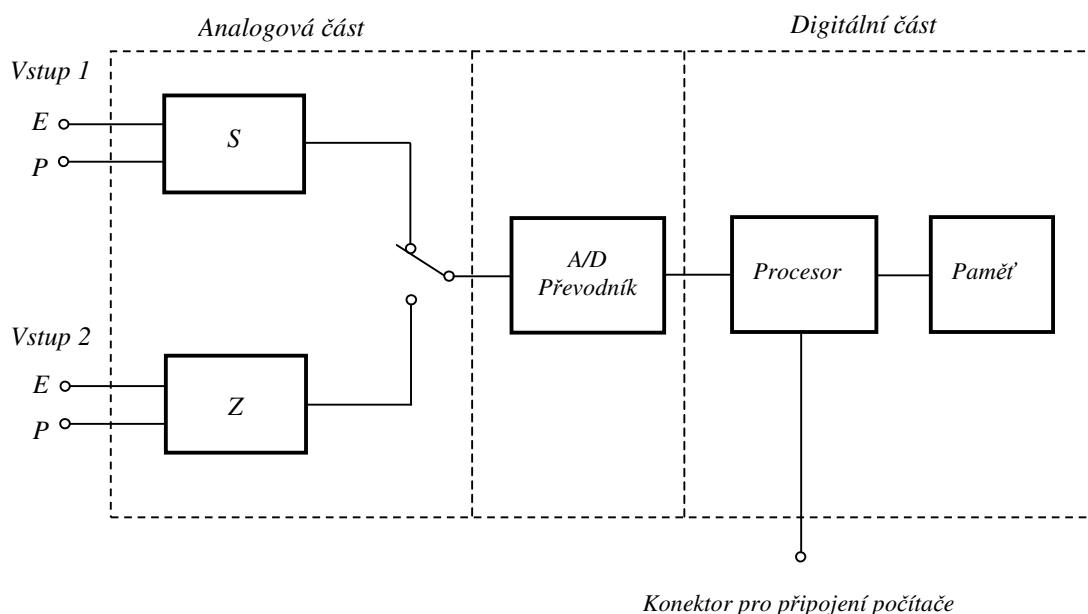 Analogová část
Digitální část
Vstup 1
E
P
S
A/D
Převodník
Procesor
Paměť
Vstup 2
E
P
Z
Konektor pro připojení počítače